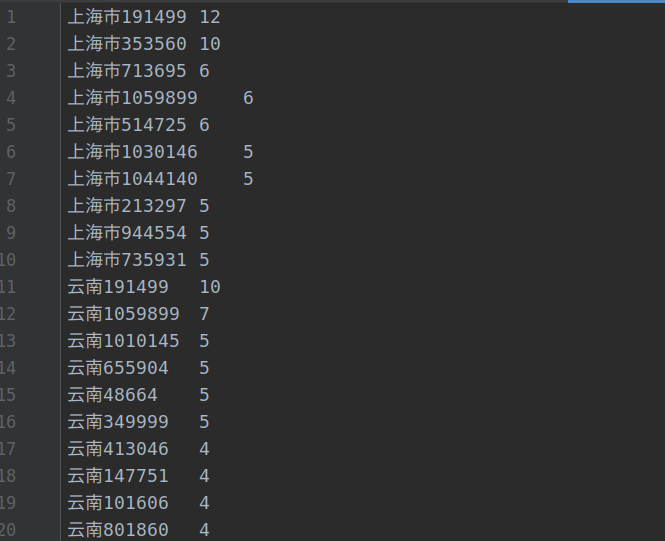 1 上海市191499 12
2 上海市353560 10
3 上海市713695 6
4 上海市1059899 6
5 上海市514725 6
6 上海市1030146 5
7 上海市1044140 5
8 上海市213297 5
9 上海市944554 5
10 上海市735931 5
11 云南191499 10
12 云南1059899 7
13 云南1010145 5
14 云南655904 5
15 云南48664 5
16 云南349999 5
17 云南413046 4
18 云南147751 4
19 云南101606 4
20 云南801860 4